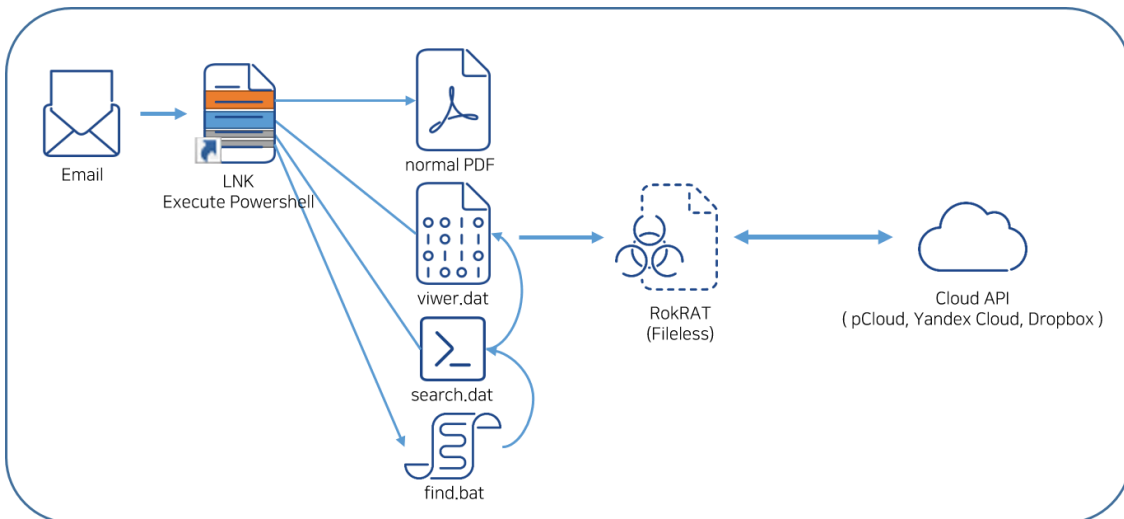 Email
LNK
Execute Powershell
normal PDF
viwer.dat
search.dat
find.bat
RokRAT
(Fileless)
Cloud API
( pCloud, Yandex Cloud, Dropbox )